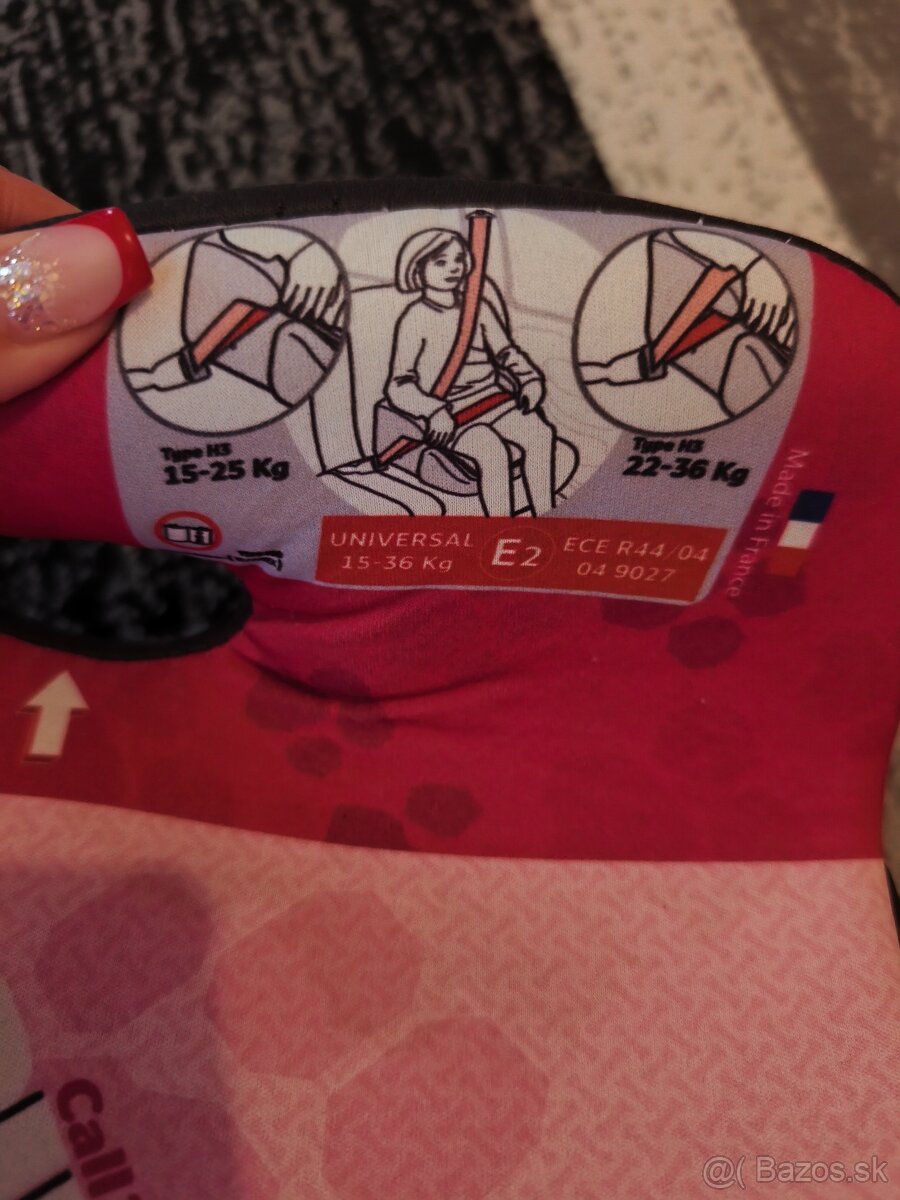 Type H3
15-25 Kg
Type H3
22-36 Kg
UNIVERSAL
15-36 Kg
E2
ECE R44/04
04 9027
Made in France
Cali
@( Bazos.sk